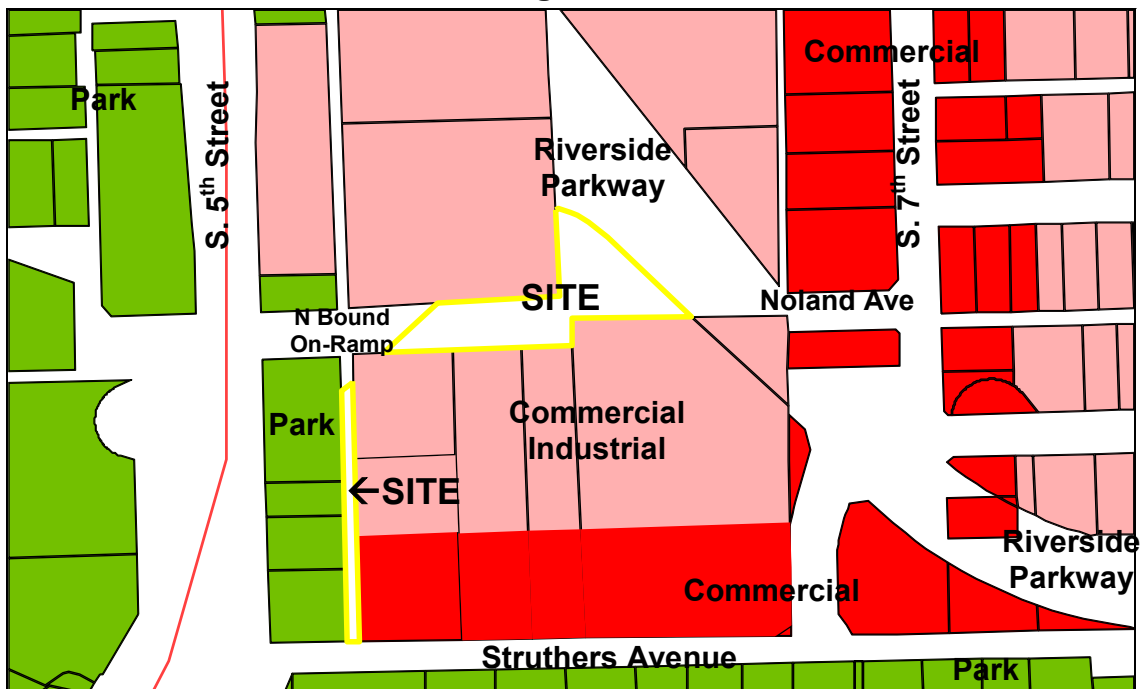 Commercial
Park
S. 5th Street
S. 7th Street
Riverside
Parkway
SITE
Noland Ave
N Bound
On-Ramp
Park
Commercial
Industrial
←SITE
Riverside
Parkway
Commercial
Struthers Avenue
Park